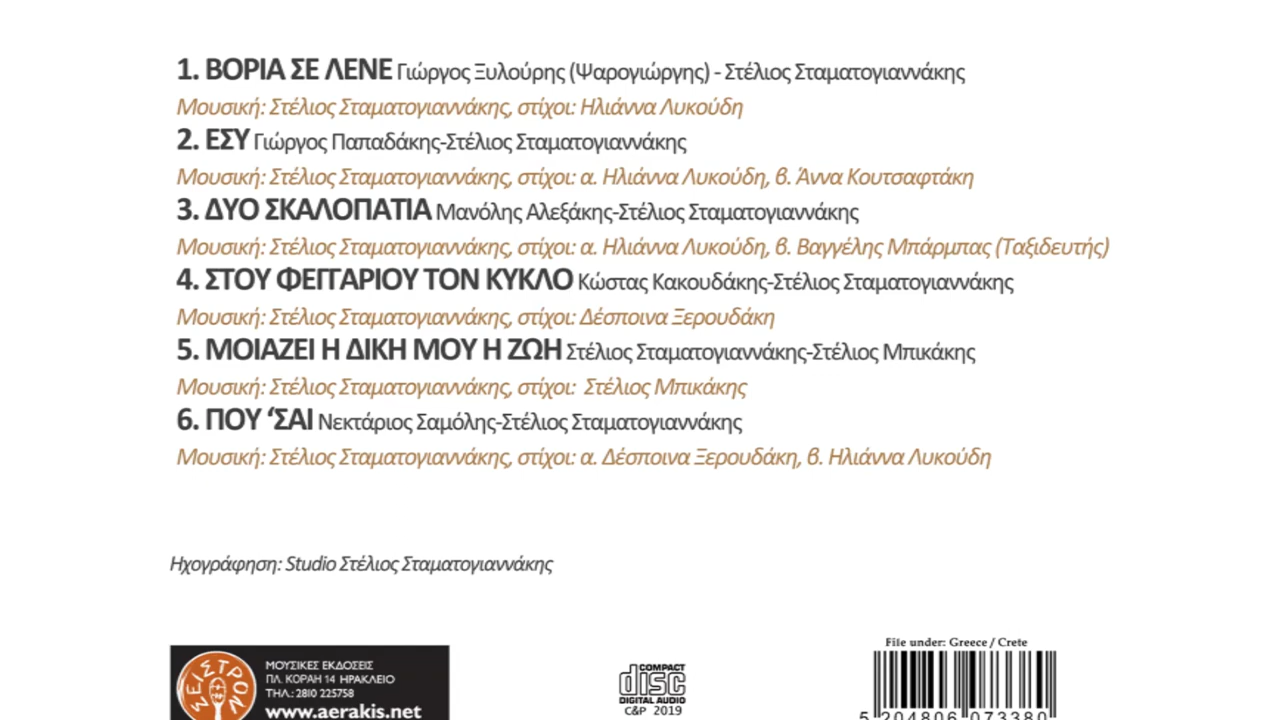 1. ΒΟΡΙΑ ΣΕ ΛΕΝΕ Γιώργος Ξυλούρης (Ψαρογιώργης) - Στέλιος Σταματογιαννάκης
Μουσική: Στέλιος Σταματογιαννάκης, στίχοι: Ηλιάννα Λυκούδη
2. ΕΣΥ Γιώργος Παπαδάκης-Στέλιος Σταματογιαννάκης
Μουσική: Στέλιος Σταματογιαννάκης, στίχοι: α. Ηλιάννα Λυκούδη, β. Άννα Κουτσαφτάκη
3. ΔΥΟ ΣΚΑΛΟΠΑΤΙΑ Μανόλης Αλεξάκης-Στέλιος Σταματογιαννάκης
Μουσική: Στέλιος Σταματογιαννάκης, στίχοι: α. Ηλιάννα Λυκούδη, β. Βαγγέλης Μπάρμπας (Ταξιδευτής)
4. ΣΤΟΥ ΦΕΓΓΑΡΙΟΥ ΤΟΝ ΚΥΚΛΟ Κώστας Κακουδάκης-Στέλιος Σταματογιαννάκης
Μουσική: Στέλιος Σταματογιαννάκης, στίχοι: Δέσποινα Ξερουδάκη
5. ΜΟΙΑΖΕΙ Η ΔΙΚΗ ΜΟΥ Η ΖΩΗ Στέλιος Σταματογιαννάκης-Στέλιος Μπικάκης
Μουσική: Στέλιος Σταματογιαννάκης, στίχοι: Στέλιος Μπικάκης
6. ΠΟΥ ‘ΣΑΙ Νεκτάριος Σαμόλης-Στέλιος Σταματογιαννάκης
Μουσική: Στέλιος Σταματογιαννάκης, στίχοι: α. Δέσποινα Ξερουδάκη, β. Ηλιάννα Λυκούδη
Ηχογράφηση: Studio Στέλιος Σταματογιαννάκης
ΣΕΙΣΤΡΟΝ
ΜΟΥΣΙΚΕΣ ΕΚΔΟΣΕΙΣ
ΠΛ. ΚΟΡΑΗ 14 ΗΡΑΚΛΕΙΟ
ΤΗΛ.: 2810 225758
www.aerakis.net
COMPACT
disc
DIGITAL AUDIO
C&P 2019
File under: Greece / Crete
5 204806 073380